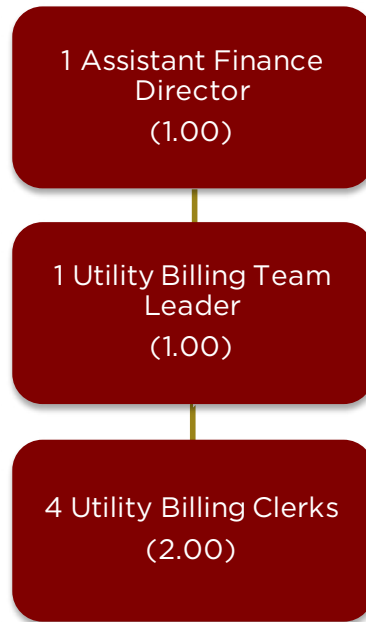 1 Assistant Finance
Director
(1.00)
1 Utility Billing Team
Leader
(1.00)
4 Utility Billing Clerks
(2.00)